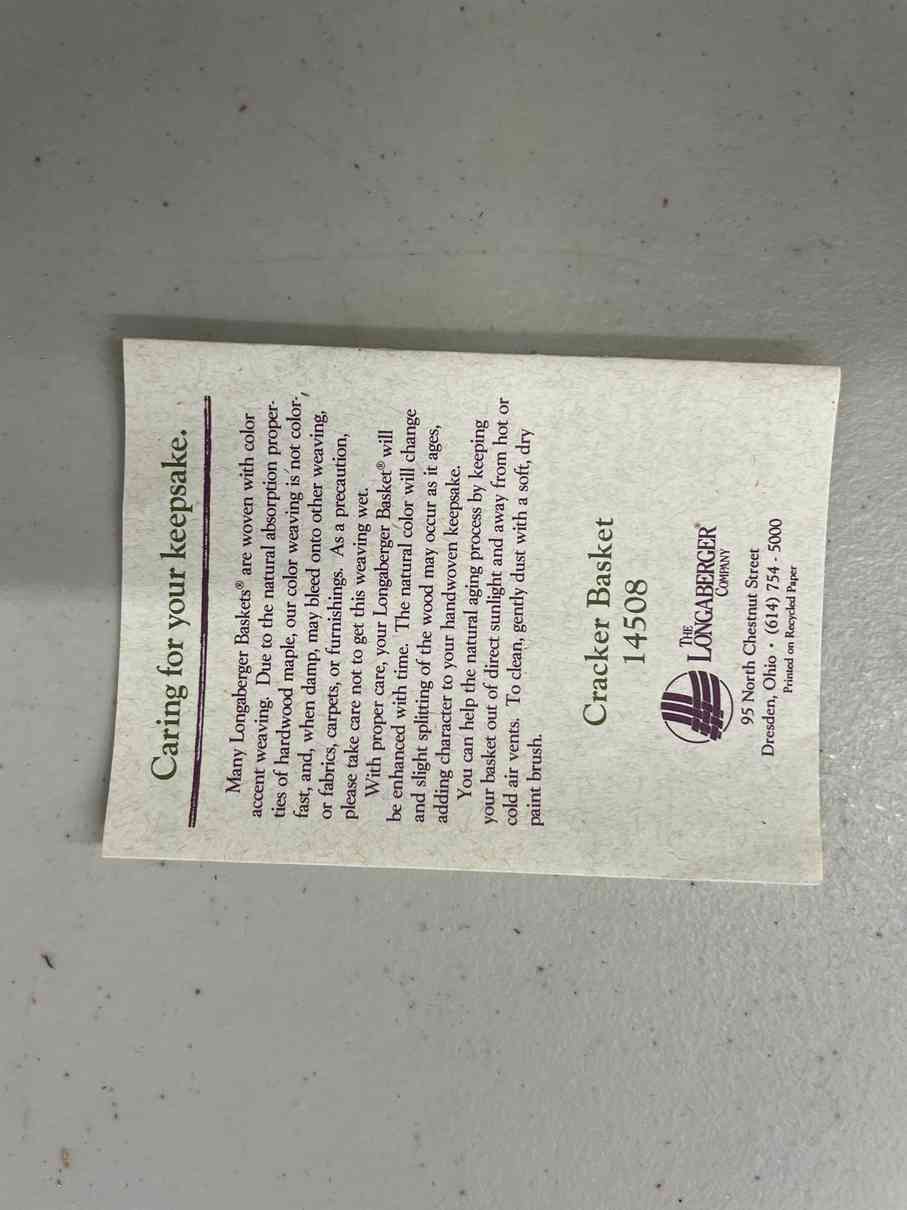 Caring for your keepsake.
Many Longaberger Baskets® are woven with color
accent weaving. Due to the natural absorption proper-
ties of hardwood maple, our color weaving is not color-
fast, and, when damp, may bleed onto other weaving,
or fabrics, carpets, or furnishings. As a precaution,
please take care not to get this weaving wet.
With proper care, your Longaberger Basket® will
be enhanced with time. The natural color will change
and slight splitting of the wood may occur as it ages,
adding character to your handwoven keepsake.
You can help the natural aging process by keeping
your basket out of direct sunlight and away from hot or
cold air vents. To clean, gently dust with a soft, dry
paint brush.
Cracker Basket
14508
THE
LONGABERGER®
COMPANY
95 North Chestnut Street
Dresden, Ohio • (614) 754 - 5000
Printed on Recycled Paper